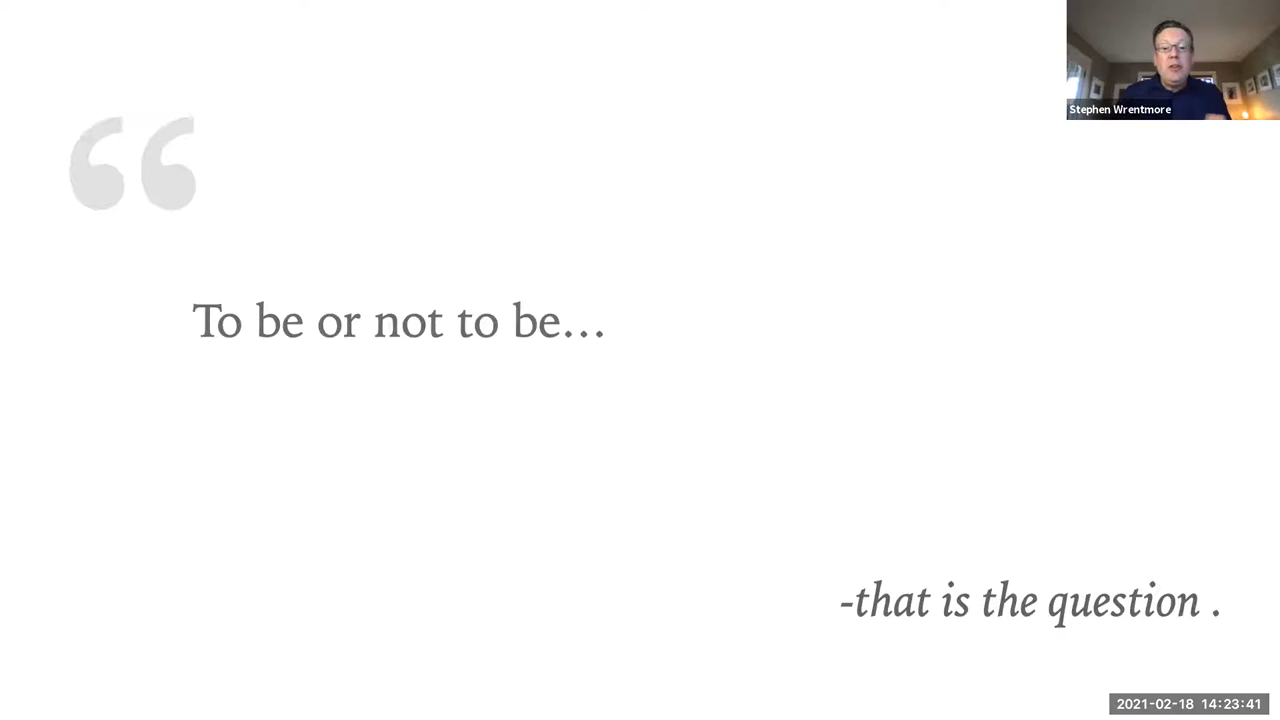 Stephen Wrentmore
“
To be or not to be…
-that is the question .
2021-02-18 14:23:41